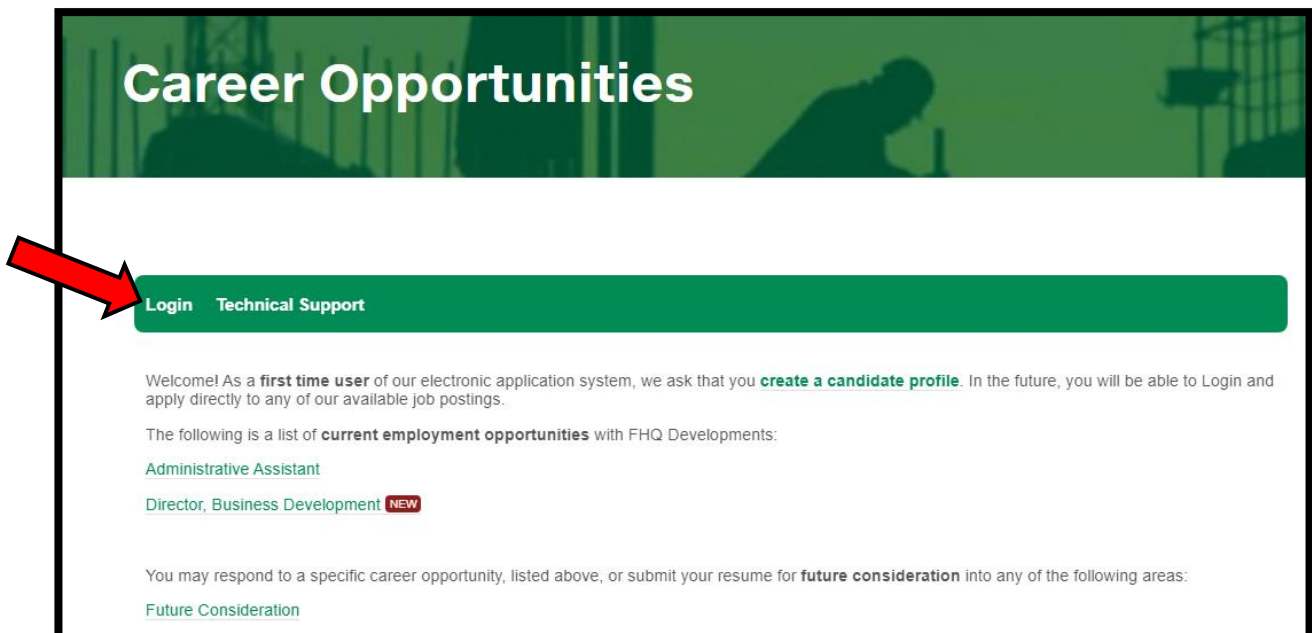 Career Opportunities
Login Technical Support
Welcome! As a first time user of our electronic application system, we ask that you create a candidate profile. In the future, you will be able to Login and
apply directly to any of our available job postings.
The following is a list of current employment opportunities with FHQ Developments:
Administrative Assistant
Director, Business Development NEW
You may respond to a specific career opportunity, listed above, or submit your resume for future consideration into any of the following areas:
Future Consideration